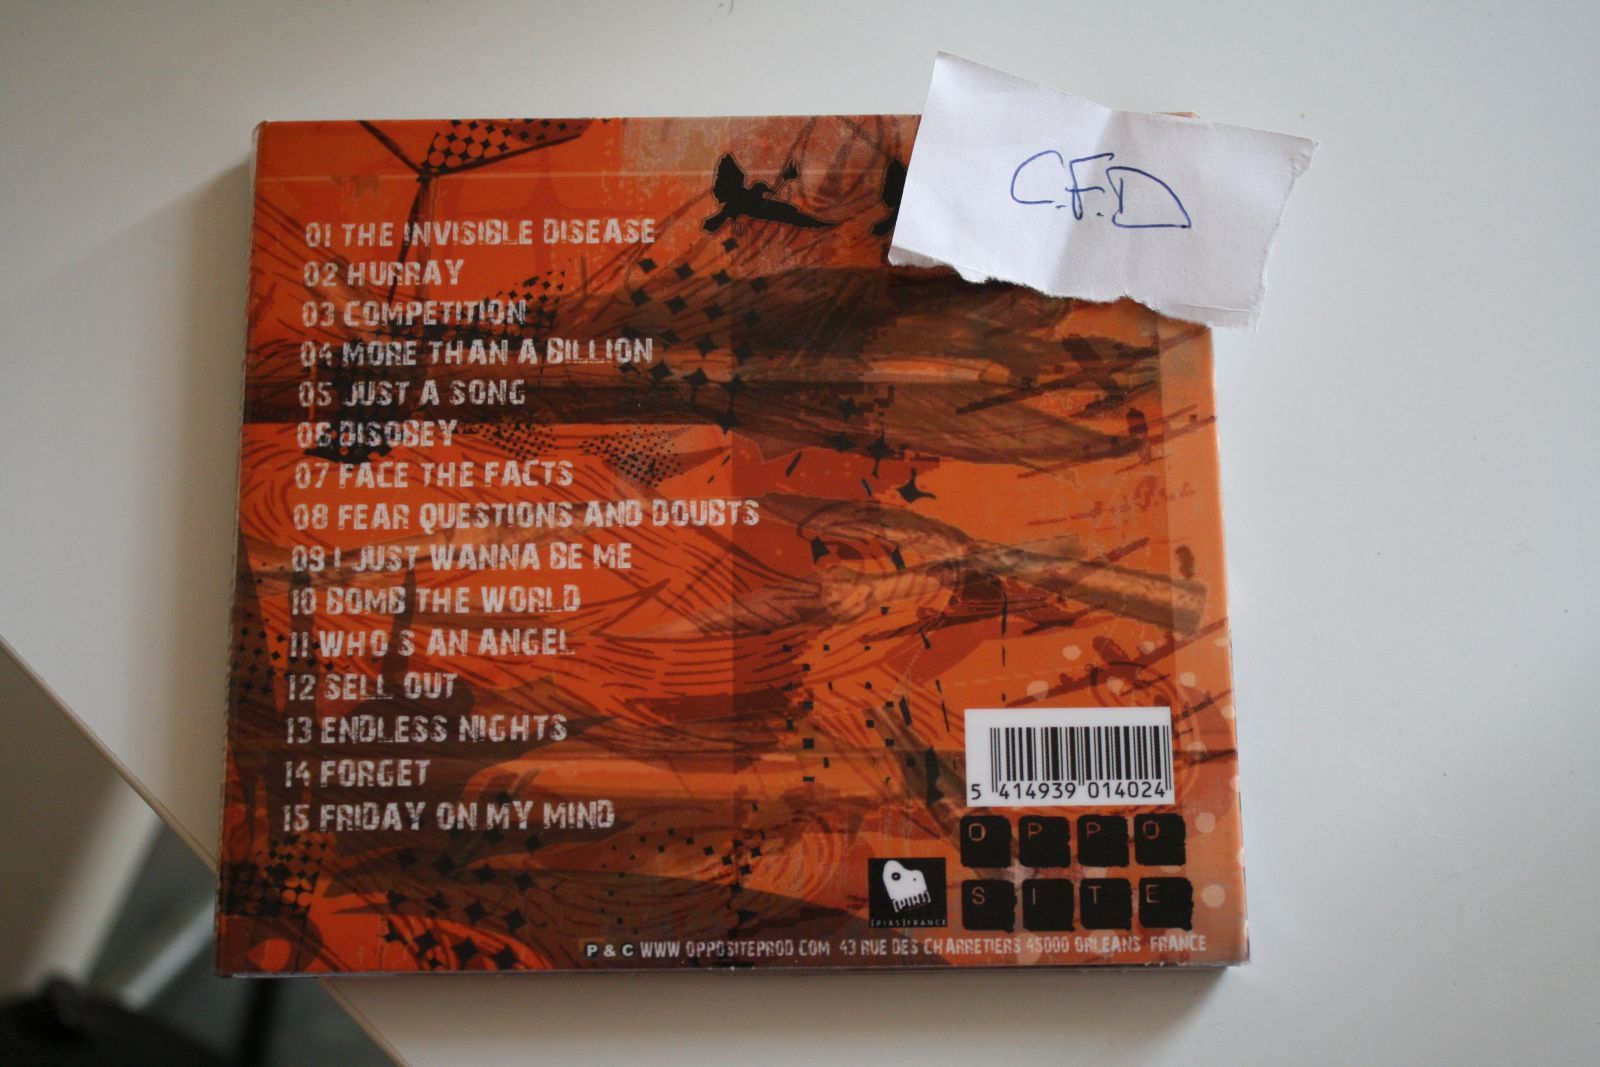 C.F.D
01 THE INVISIBLE DISEASE
02 HURRAY
03 COMPETITION
04 MORE THAN A BILLION
05 JUST A SONG
06 DISOBEY
07 FACE THE FACTS
08 FEAR QUESTIONS AND DOUBTS
09 I JUST WANNA BE ME
10 BOMB THE WORLD
11 WHO S AN ANGEL
12 SELL OUT
13 ENDLESS NIGHTS
14 FORGET
15 FRIDAY ON MY MIND
5 414939 014024
OPPO
SITE
[PIAS]FRANCE
P & C WWW OPPOSITEPROD COM 43 RUE DES CHARRETIERS 45000 ORLEANS FRANCE